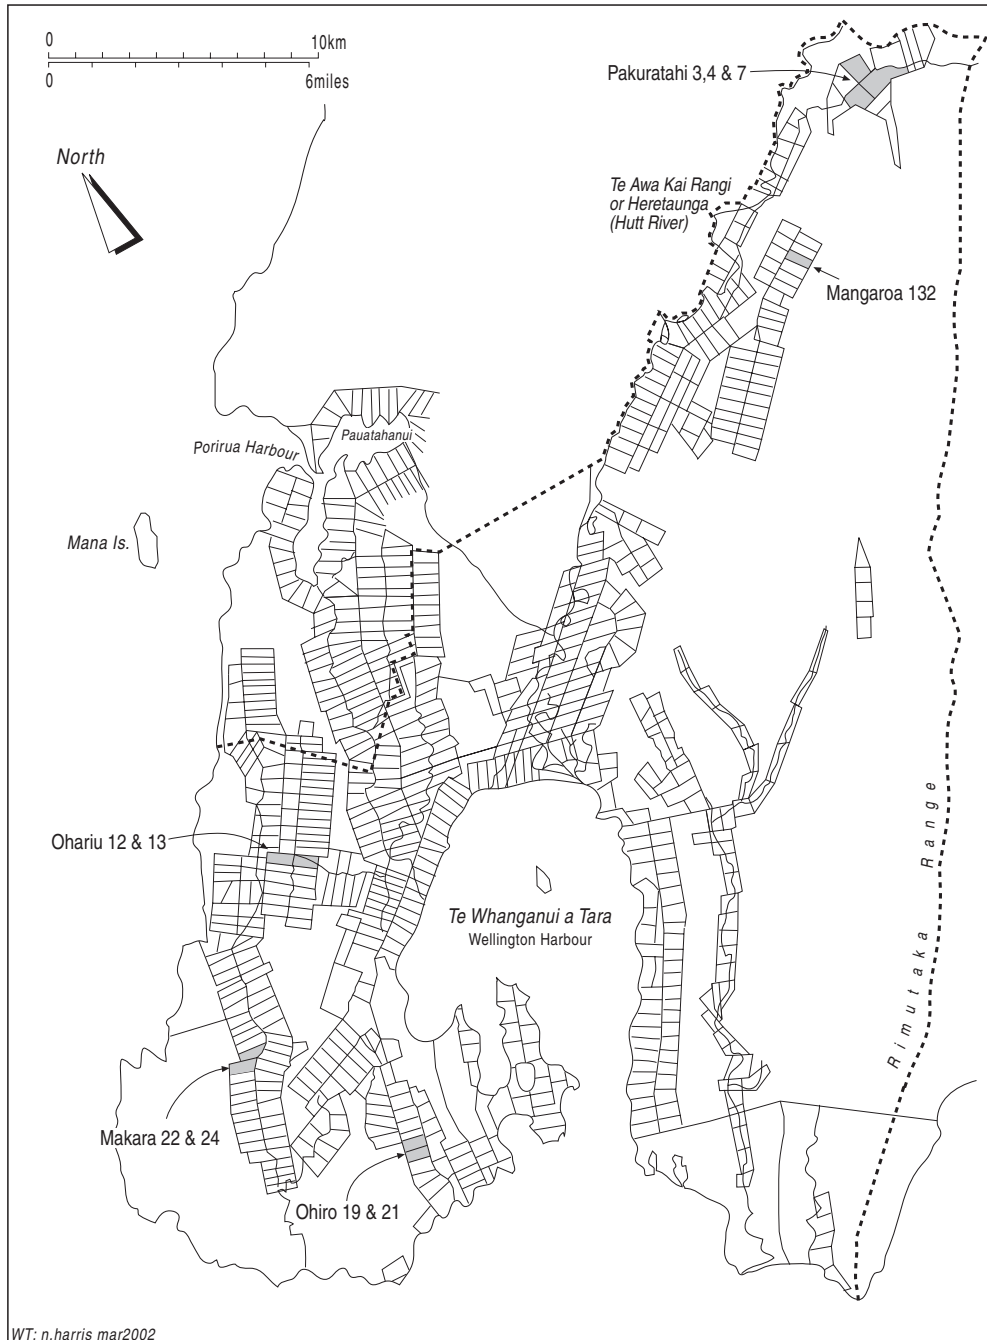 0 10km
0 6miles
North
Pakuratahi 3,4 & 7
Te Awa Kai Rangi
or Heretaunga
(Hutt River)
Mangaroa 132
Pauatahanui
Porirua Harbour
Mana Is.
Ohariu 12 & 13
Te Whanganui a Tara
Wellington Harbour
Rimutaka Range
Makara 22 & 24
Ohiro 19 & 21
WT: n.harris mar2002